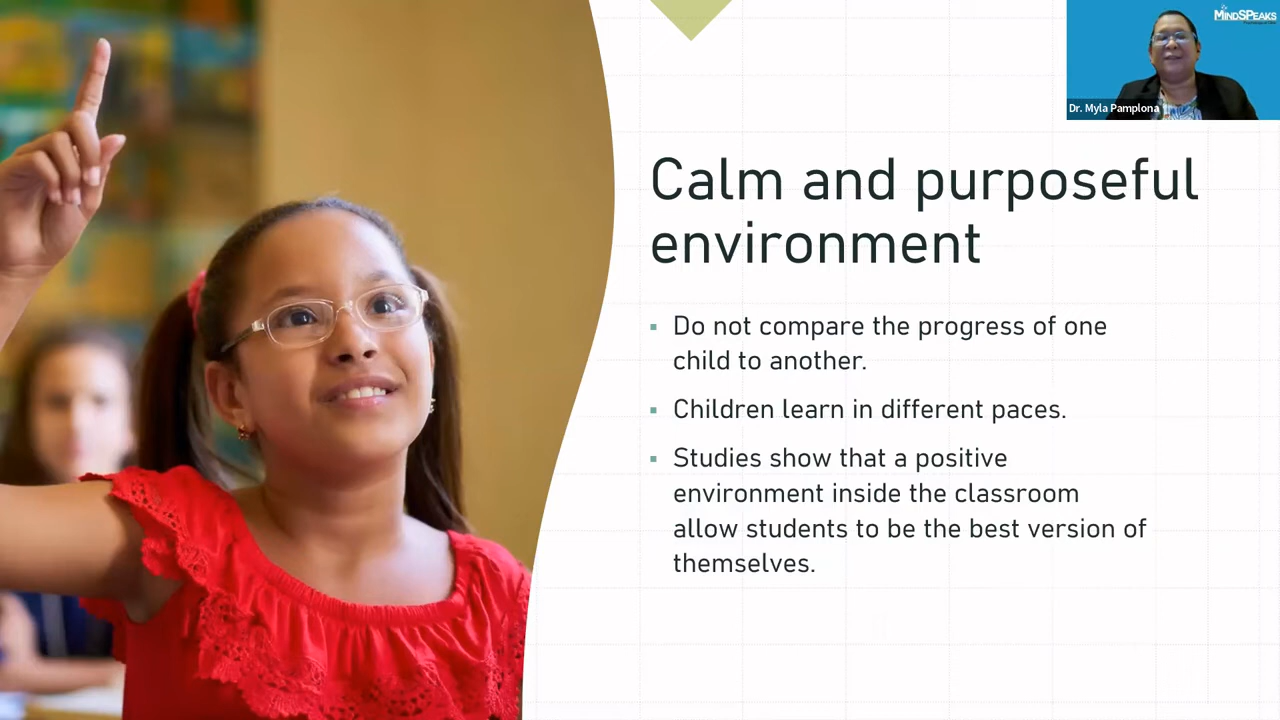 MINDSPEAKS
Dr. Myla Pamplona
Calm and purposeful
environment
Do not compare the progress of one
child to another.
Children learn in different paces.
Studies show that a positive
environment inside the classroom
allow students to be the best version of
themselves.